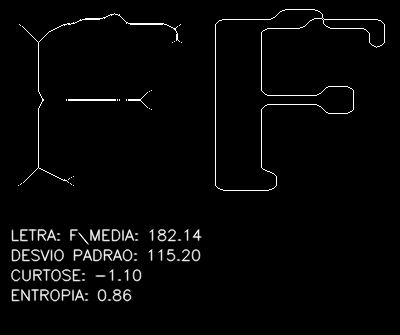 F F
LETRA: F\MEDIA: 182.14
DESVIO PADRAO: 115.20
CURTOSE: -1.10
ENTROPIA: 0.86